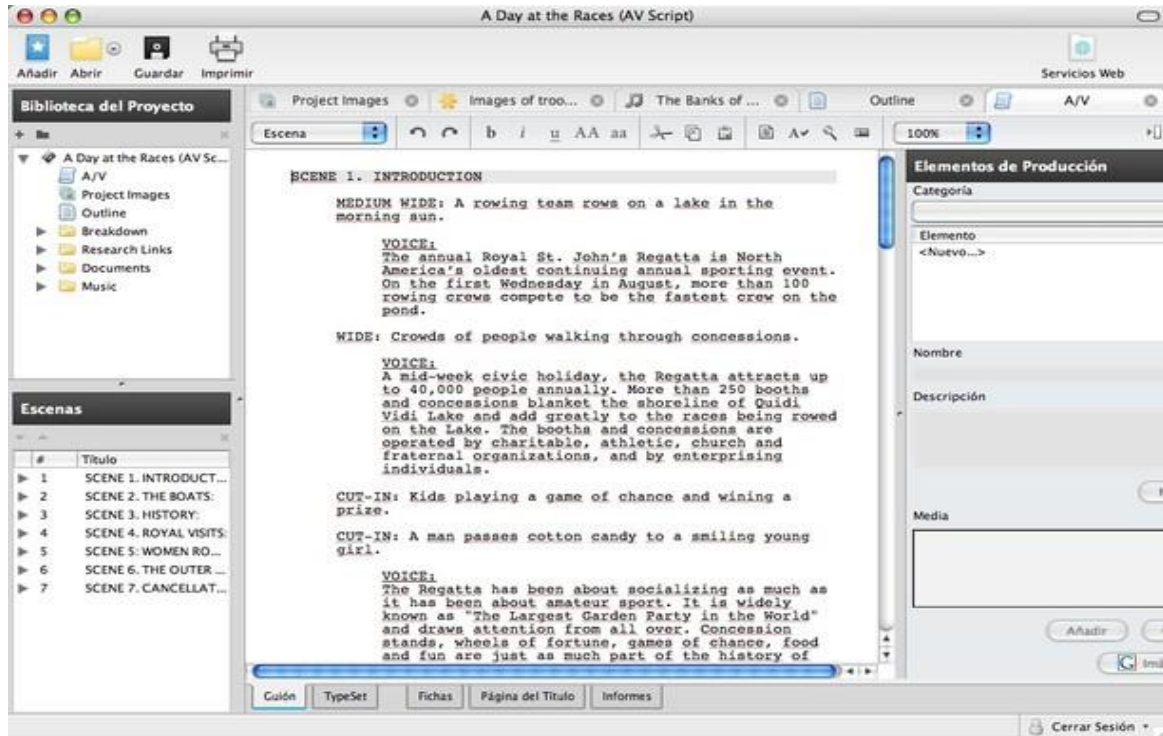 A Day at the Races (AV Script)
Añadir Abrir Guardar Imprimir
Servicios Web
Biblioteca del Proyecto
A Day at the Races (AV Sc...
A/V
Project Images
Outline
Breakdown
Research Links
Documents
Music
Escenas
# Título
1 SCENE 1. INTRODUCT...
2 SCENE 2. THE BOATS:
3 SCENE 3. HISTORY:
4 SCENE 4. ROYAL VISITS:
5 SCENE 5: WOMEN RO...
6 SCENE 6. THE OUTER ...
7 SCENE 7. CANCELLAT...
Project Images Images of troo... The Banks of ... Outline A/V
Escena b i u AA aa 100%
SCENE 1. INTRODUCTION
MEDIUM WIDE: A rowing team rows on a lake in the
morning sun.
VOICE:
The annual Royal St. John's Regatta is North
America's oldest continuing annual sporting event.
On the first Wednesday in August, more than 100
rowing crews compete to be the fastest crew on the
pond.
WIDE: Crowds of people walking through concessions.
VOICE:
A mid-week civic holiday, the Regatta attracts up
to 40,000 people annually. More than 250 booths
and concessions blanket the shoreline of Quidi
Vidi Lake and add greatly to the races being rowed
on the Lake. The booths and concessions are
operated by charitable, athletic, church and
fraternal organizations, and by enterprising
individuals.
CUT-IN: Kids playing a game of chance and wining a
prize.
CUT-IN: A man passes cotton candy to a smiling young
girl.
VOICE:
The Regatta has been about socializing as much as
it has been about amateur sport. It is widely
known as "The Largest Garden Party in the World"
and draws attention from all over. Concession
stands, wheels of fortune, games of chance, food
and fun are just as much part of the history of
Guión TypeSet Fichas Página del Título Informes
Elementos de Producción
Categoría
Elemento
<Nuevo...>
Nombre
Descripción
Media
Añadir
Cerrar Sesión